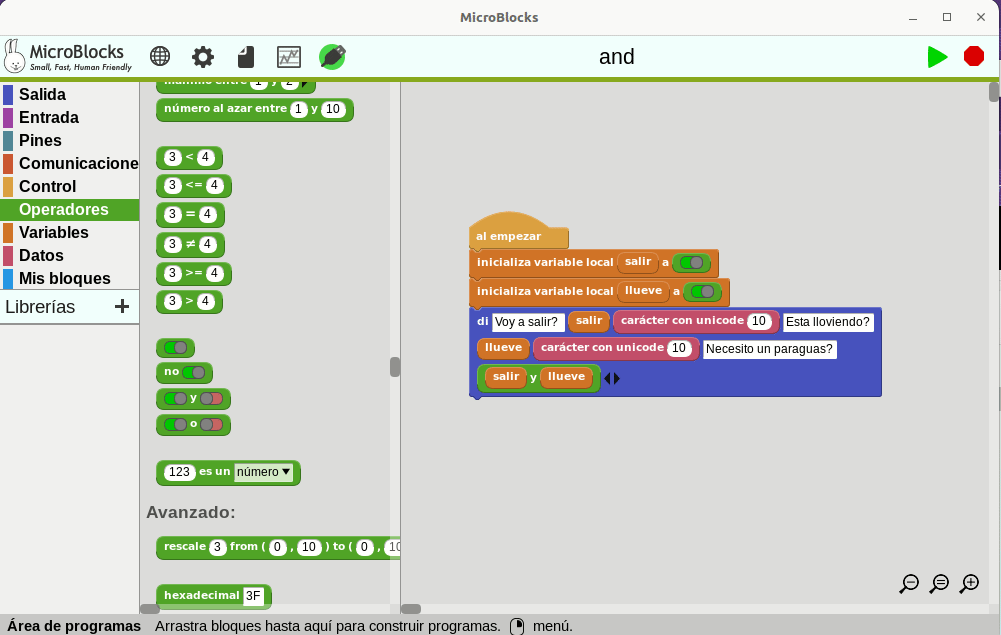 MicroBlocks
MicroBlocks
Small, Fast, Human Friendly
and
Salida
Entrada
Pines
Comunicacione
Control
Operadores
Variables
Datos
Mis bloques
Librerías +
número al azar entre 1 y 10
3 < 4
3 <= 4
3 = 4
3 ≠ 4
3 >= 4
3 > 4
no
y
o
123 es un número
Avanzado:
rescale 3 from ( 0 , 10 ) to ( 0 , 10
hexadecimal 3F
al empezar
inicializa variable local salir a
inicializa variable local llueve a
di Voy a salir? salir carácter con unicode 10 Esta lloviendo?
llueve carácter con unicode 10 Necesito un paraguas?
salir y llueve
Área de programas Arrastra bloques hasta aquí para construir programas. menú.